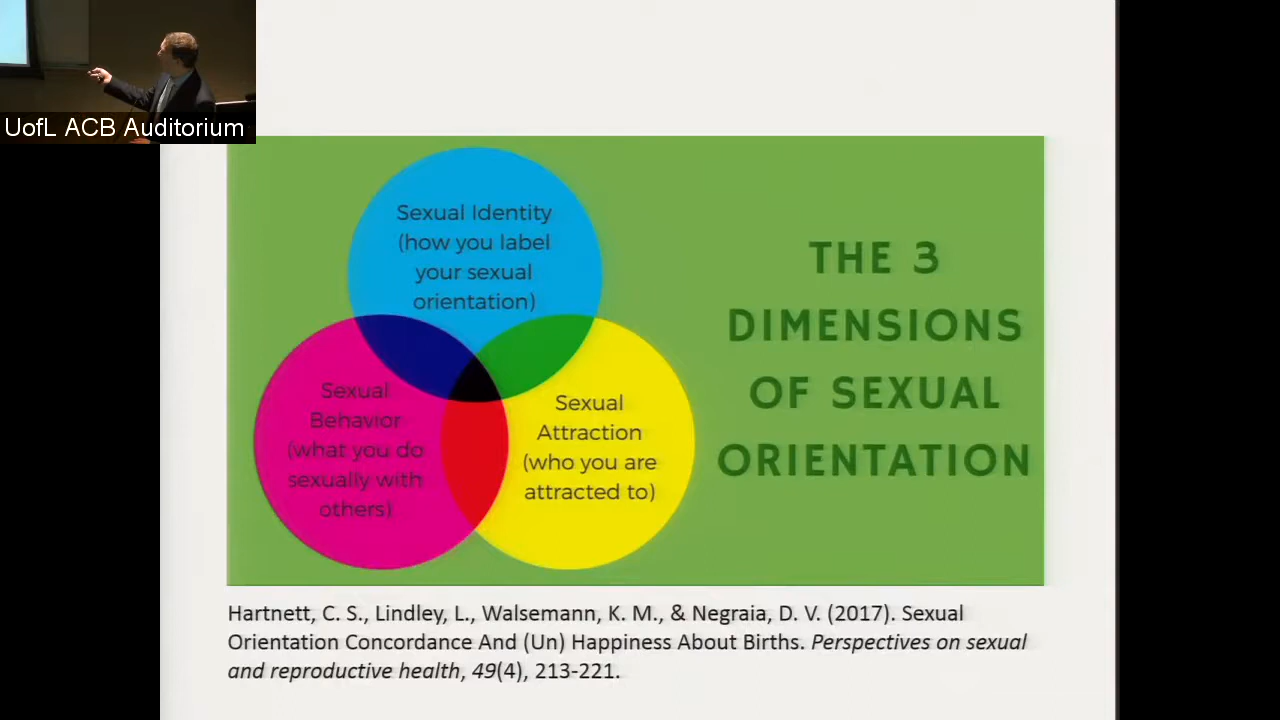 UofL ACB Auditorium
Sexual Identity
(how you label
your sexual
orientation)
Sexual
Behavior
(what you do
sexually with
others)
Sexual
Attraction
(who you are
attracted to)
THE 3
DIMENSIONS
OF SEXUAL
ORIENTATION
Hartnett, C. S., Lindley, L., Walsemann, K. M., & Negraia, D. V. (2017). Sexual
Orientation Concordance And (Un) Happiness About Births. Perspectives on sexual
and reproductive health, 49(4), 213-221.